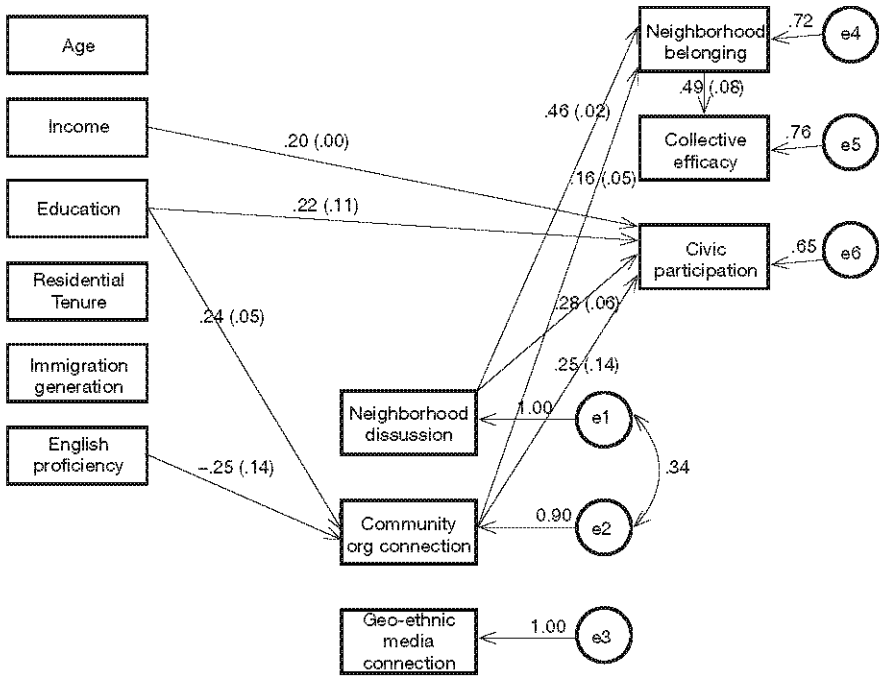 Age
Income
Education
Residential
Tenure
Immigration
generation
English
proficiency
.20 (.00)
.22 (.11)
.24 (.05)
–.25 (.14)
Neighborhood
dissussion
Community
org connection
Geo-ethnic
media
connection
1.00
e1
0.90
e2
.34
1.00
e3
.46 (.02)
.16 (.05)
.28 (.06)
.25 (.14)
Neighborhood
belonging
.72
e4
.49 (.08)
Collective
efficacy
.76
e5
Civic
participation
.65
e6